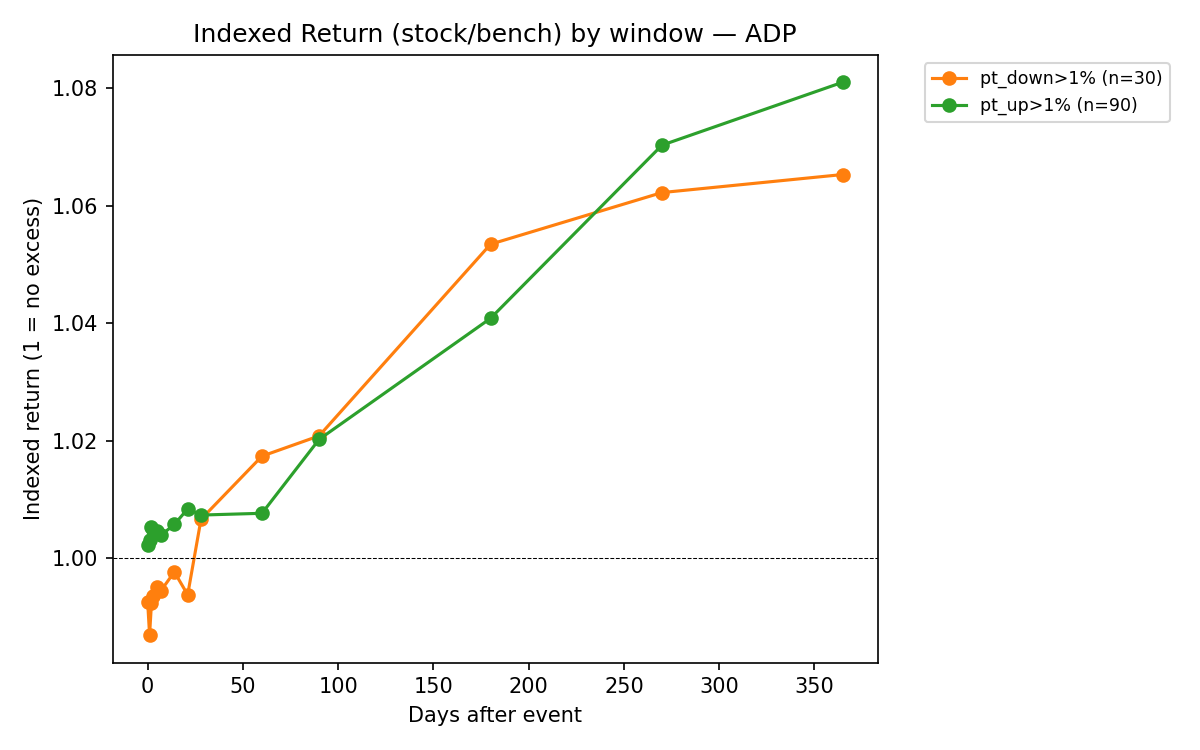 Indexed Return (stock/bench) by window — ADP
pt_down>1% (n=30)
pt_up>1% (n=90)
Indexed return (1 = no excess)
1.08
1.06
1.04
1.02
1.00
0 50 100 150 200 250 300 350
Days after event